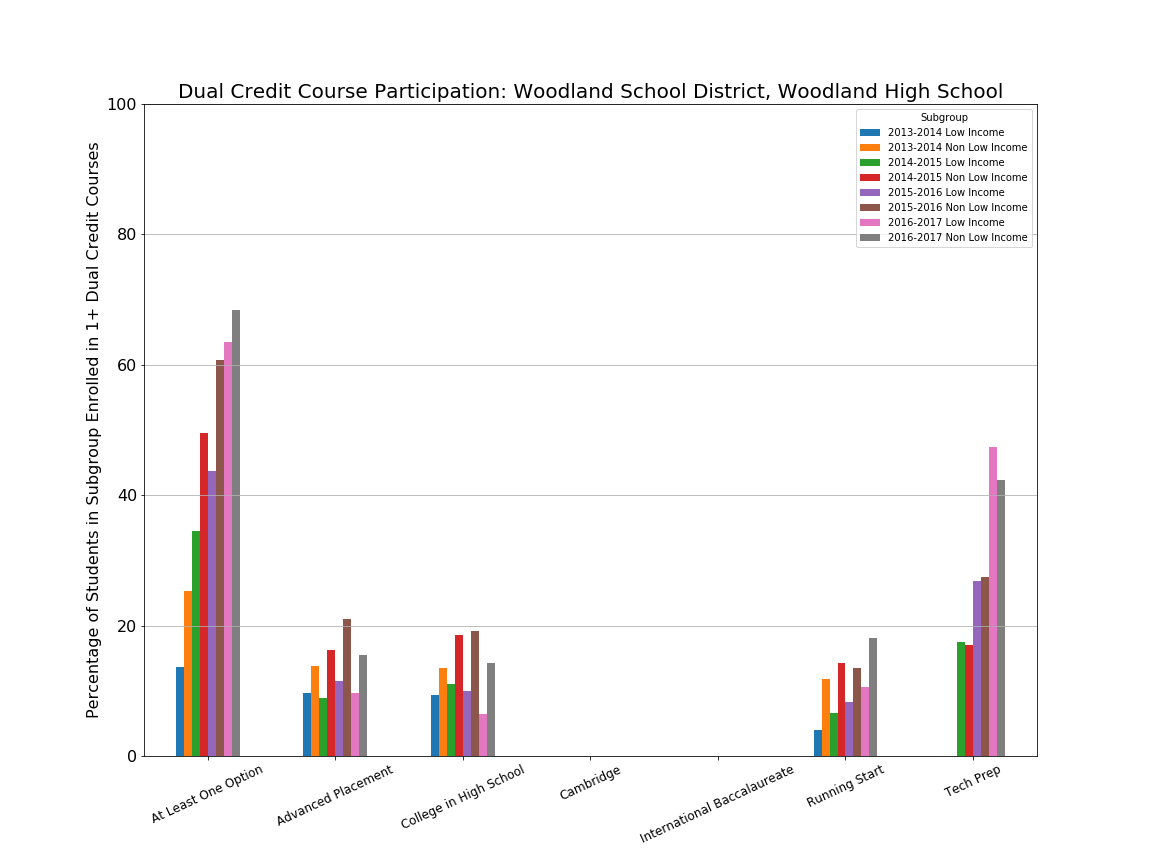 Dual Credit Course Participation: Woodland School District, Woodland High School
Percentage of Students in Subgroup Enrolled in 1+ Dual Credit Courses
100
80
60
40
20
0
Subgroup
2013-2014 Low Income
2013-2014 Non Low Income
2014-2015 Low Income
2014-2015 Non Low Income
2015-2016 Low Income
2015-2016 Non Low Income
2016-2017 Low Income
2016-2017 Non Low Income
At Least One Option
Advanced Placement
College in High School
Cambridge
International Baccalaureate
Running Start
Tech Prep